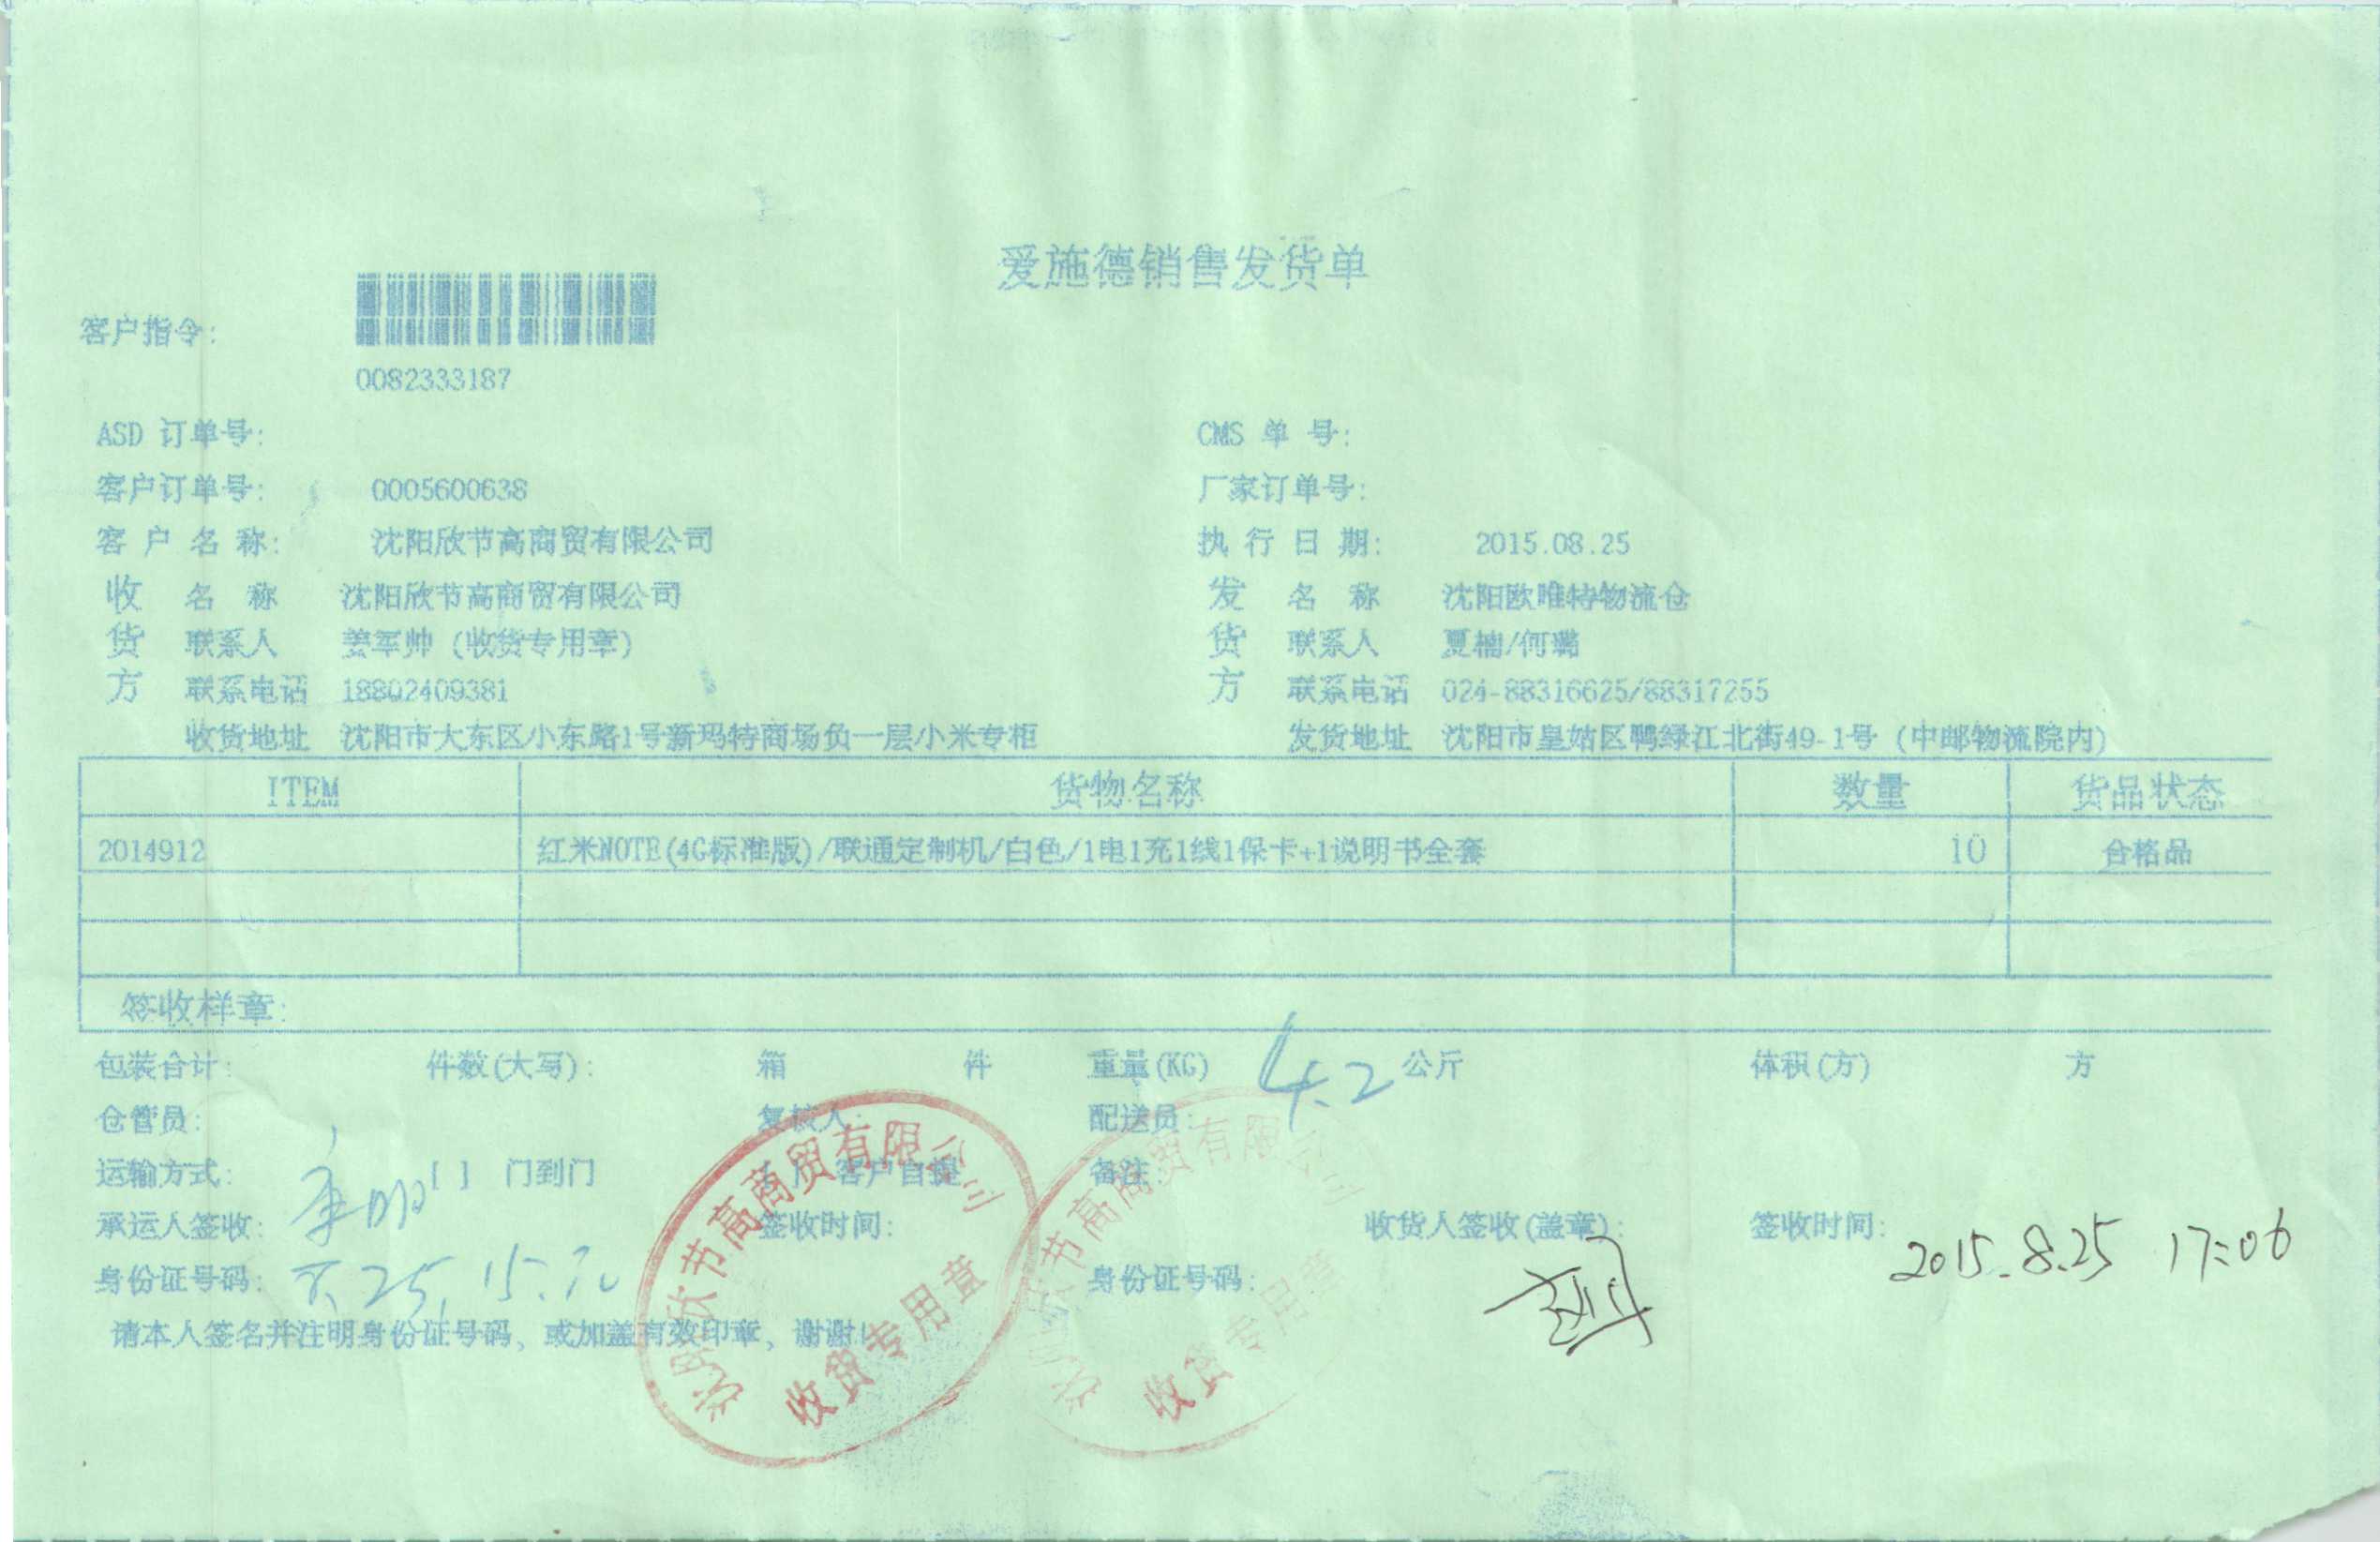 爱施德销售发货单
客户指令:
0082333187
ASD 订单号: CMS 单 号:
客户订单号: 0005600638 厂家订单号:
客 户 名 称: 沈阳欣节高商贸有限公司 执 行 日 期: 2015.08.25
收 名 称 沈阳欣节高商贸有限公司 发 名 称 沈阳欧唯特物流仓
货 联系人 姜军帅(收货专用章) 货 联系人 夏楠/何璐
方 联系电话 18802409381 方 联系电话 024-88316625/88317255
收货地址 沈阳市大东区小东路1号新玛特商场负一层小米专柜 发货地址 沈阳市皇姑区鸭绿江北街49-1号(中邮物流院内)
ITEM 货物名称 数量 货品状态
2014912 红米NOTE(4G标准版)/联通定制机/白色/1电1充1线1保卡+1说明书全套 10 合格品
签收样章:
包装合计: 件数(大写): 箱 件 重量(KG) 4.2 公斤 体积(方) 方
仓管员: 复核人: 配送员:
运输方式: [ ] 门到门 [ ] 客户自提 备注:
承运人签收: 签收时间: 收货人签收(盖章): 签收时间: 2015.8.25 17:06
身份证号码: 身份证号码:
请本人签名并注明身份证号码、或加盖有效印章、谢谢!
沈阳欣节高商贸有限公司
收货专用章
沈阳欣节高商贸有限公司
收货专用章